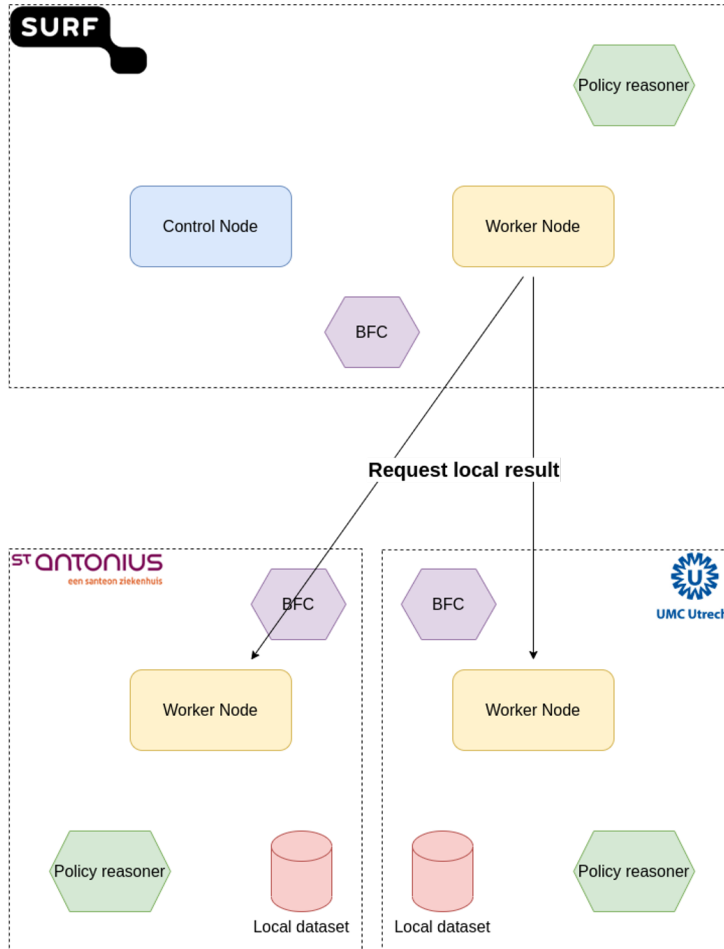 SURF
Policy reasoner
Control Node
Worker Node
BFC
Request local result
ST ANTONIUS
een santeon ziekenhuis
BFC
BFC
UMC Utrech
Worker Node
Worker Node
Policy reasoner
Policy reasoner
Local dataset
Local dataset